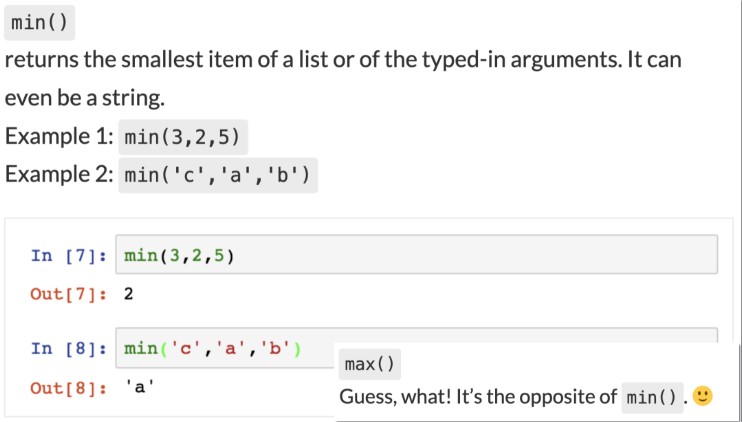 min()
returns the smallest item of a list or of the typed-in arguments. It can
even be a string.
Example 1: min(3,2,5)
Example 2: min('c','a','b')
In [7]: min(3,2,5)
Out[7]: 2
In [8]: min('c','a','b')
Out[8]: 'a'
max()
Guess, what! It’s the opposite of min(). 🙂